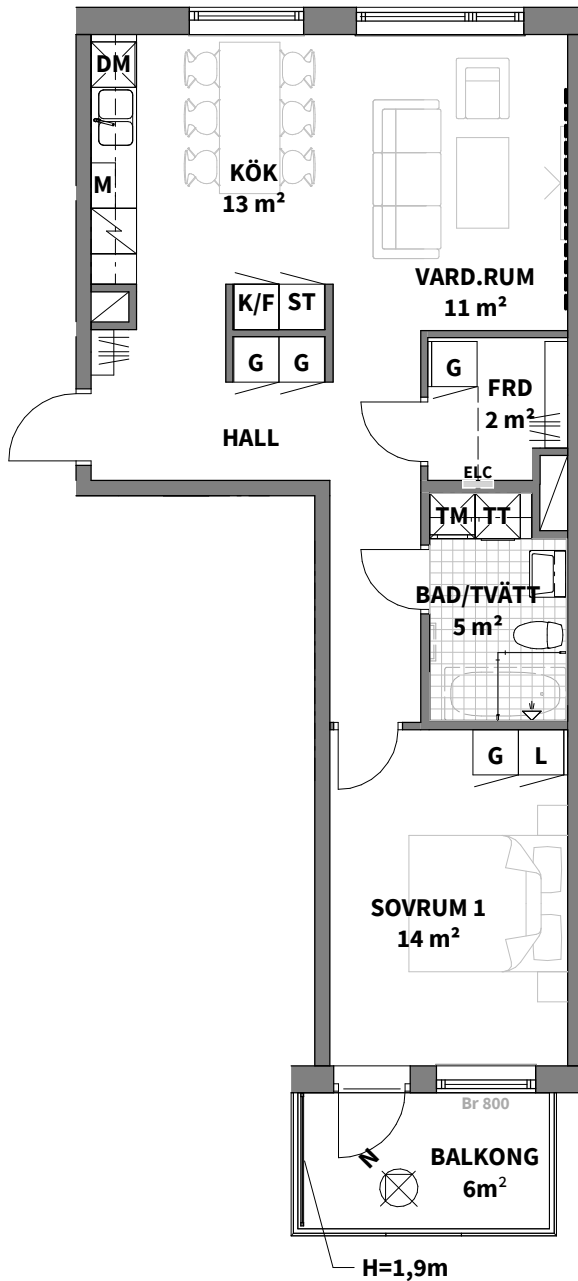 DM
KÖK
13 m²
M
VARD.RUM
11 m²
K/F
ST
G
G
G
FRD
2 m²
HALL
ELC
TM
TT
BAD/TVÄTT
5 m²
G
L
SOVRUM 1
14 m²
Br 800
N
BALKONG
6m²
H=1,9m